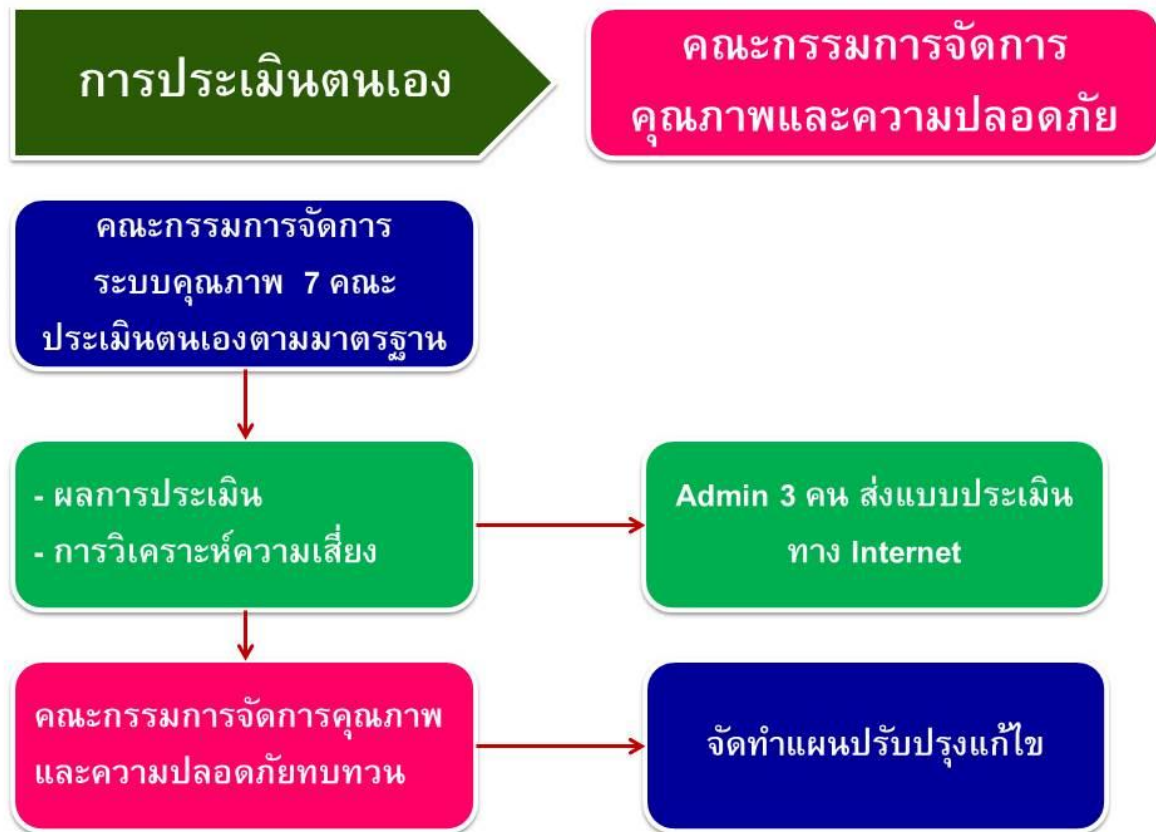 การประเมินตนเอง
คณะกรรมการจัดการ
คุณภาพและความปลอดภัย
คณะกรรมการจัดการ
ระบบคุณภาพ 7 คณะ
ประเมินตนเองตามมาตรฐาน
- ผลการประเมิน
- การวิเคราะห์ความเสี่ยง
Admin 3 คน ส่งแบบประเมิน
ทาง Internet
คณะกรรมการจัดการคุณภาพ
และความปลอดภัยทบทวน
จัดทำแผนปรับปรุงแก้ไข